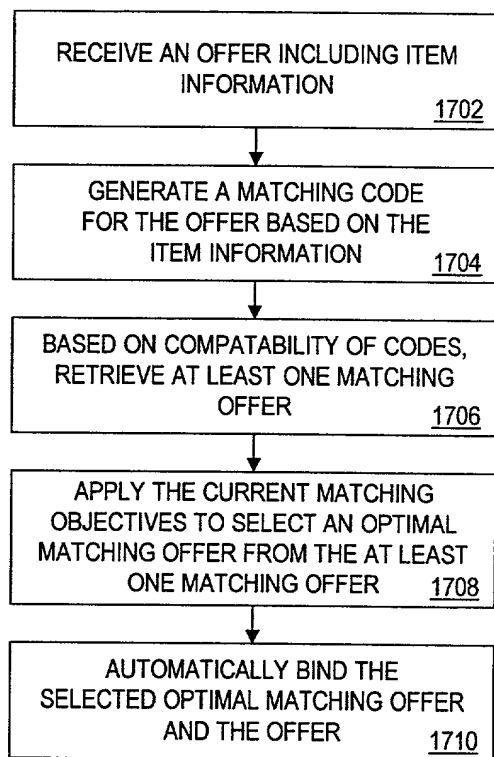 RECEIVE AN OFFER INCLUDING ITEM
INFORMATION
1702
GENERATE A MATCHING CODE
FOR THE OFFER BASED ON THE
ITEM INFORMATION
1704
BASED ON COMPATABILITY OF CODES,
RETRIEVE AT LEAST ONE MATCHING
OFFER
1706
APPLY THE CURRENT MATCHING
OBJECTIVES TO SELECT AN OPTIMAL
MATCHING OFFER FROM THE AT LEAST
ONE MATCHING OFFER
1708
AUTOMATICALLY BIND THE
SELECTED OPTIMAL MATCHING OFFER
AND THE OFFER
1710